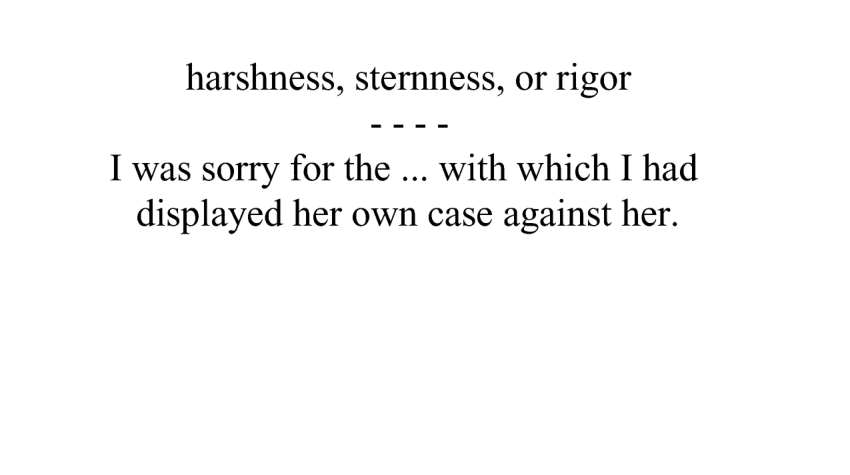 harshness, sternness, or rigor
- - - -
I was sorry for the ... with which I had
displayed her own case against her.